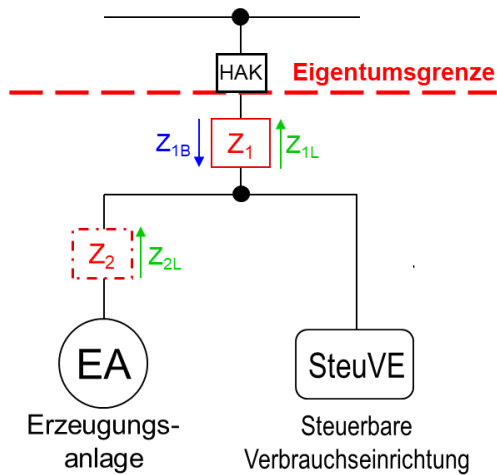 HAK
Eigentumsgrenze
Z1B
Z1
Z1L
Z2
Z2L
EA
SteuVE
Erzeugungs-
anlage
Steuerbare
Verbrauchseinrichtung